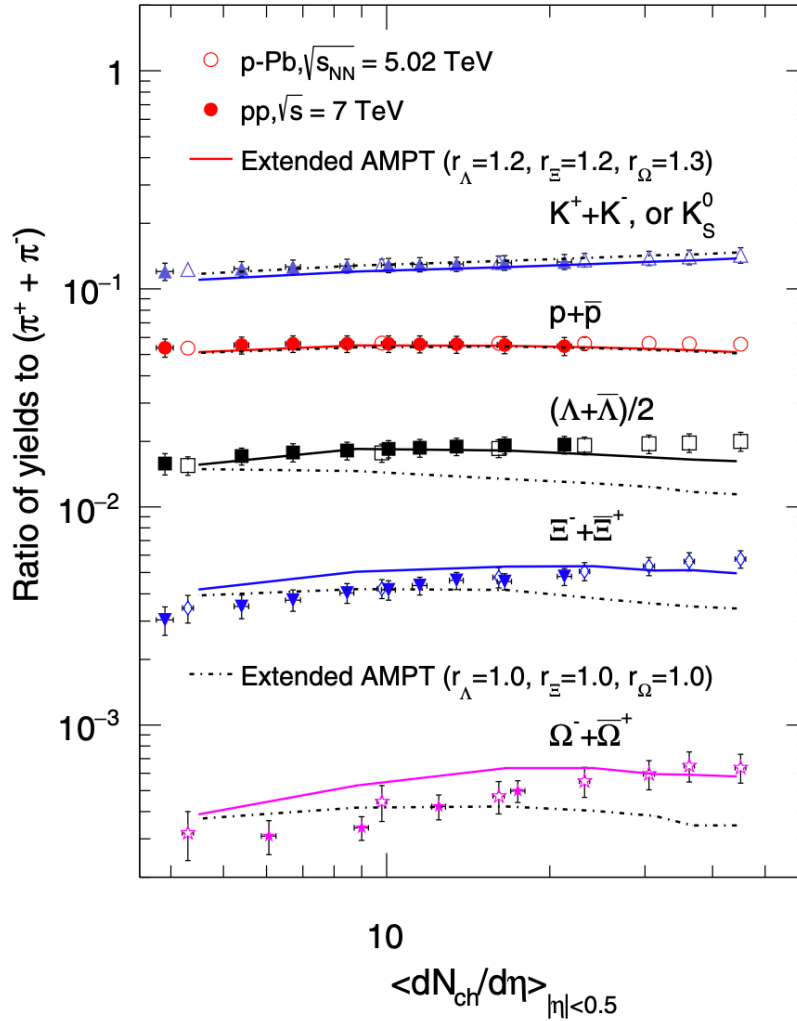 1
p-Pb,√s_NN = 5.02 TeV
pp,√s = 7 TeV
Extended AMPT (r_Λ=1.2, r_Ξ=1.2, r_Ω=1.3)
K⁺+K⁻, or K⁰_S
10⁻¹
p+p̅
(Λ+Λ̅)/2
10⁻²
Ξ⁻+Ξ̅⁺
Extended AMPT (r_Λ=1.0, r_Ξ=1.0, r_Ω=1.0)
10⁻³
Ω⁻+Ω̅⁺
Ratio of yields to (π⁺ + π⁻)
10
<dN_ch/dη>_|η|<0.5